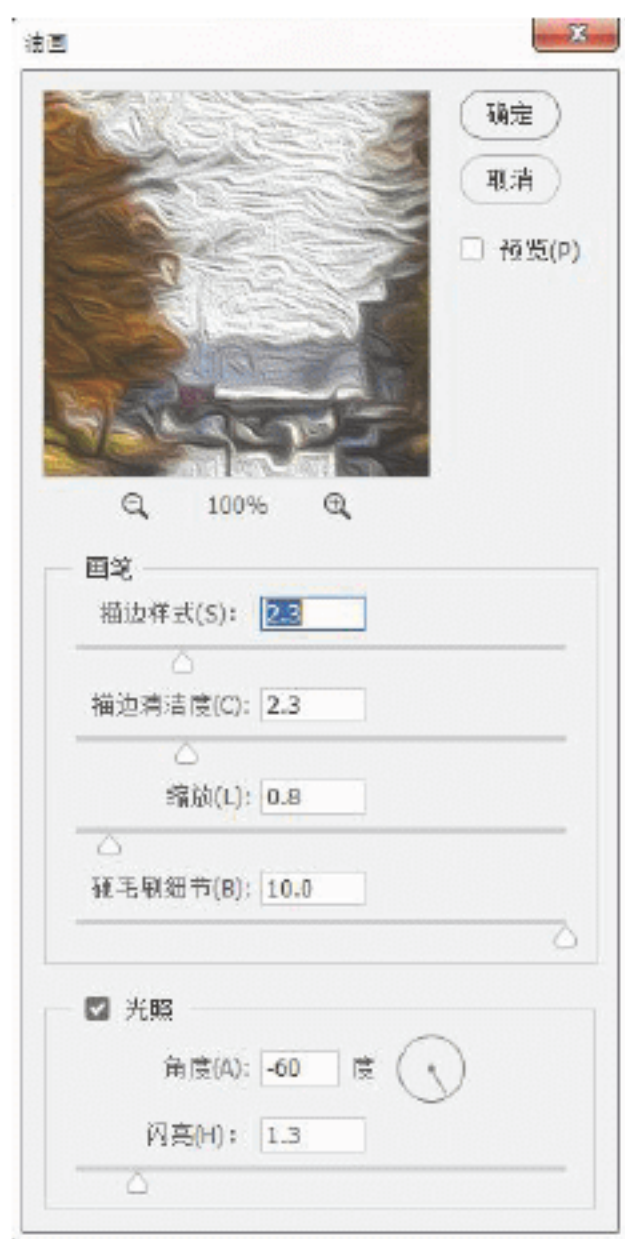 油画
确定
取消
预览(P)
100%
画笔
描边样式(S): 2.3
描边清洁度(C): 2.3
缩放(L): 0.8
硬毛刷细节(B): 10.0
光照
角度(A): -60 度
闪亮(H): 1.3